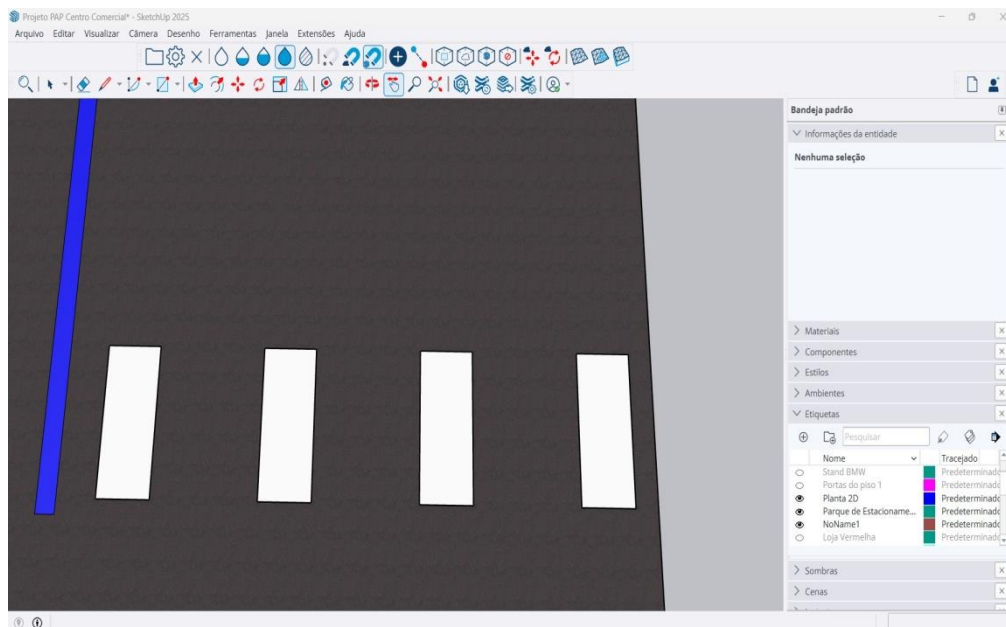 Projeto PAP Centro Comercial* - SketchUp 2025
Arquivo Editar Visualizar Câmera Desenho Ferramentas Janela Extensões Ajuda
Bandeja padrão
Informações da entidade
Nenhuma seleção
Materiais
Componentes
Estilos
Ambientes
Etiquetas
Pesquisar
Nome Tracejado
Stand BMW Predeterminado
Portas do piso 1 Predeterminado
Planta 2D Predeterminado
Parque de Estacioname... Predeterminado
NoName1 Predeterminado
Loja Vermelha Predeterminado
Sombras
Cenas